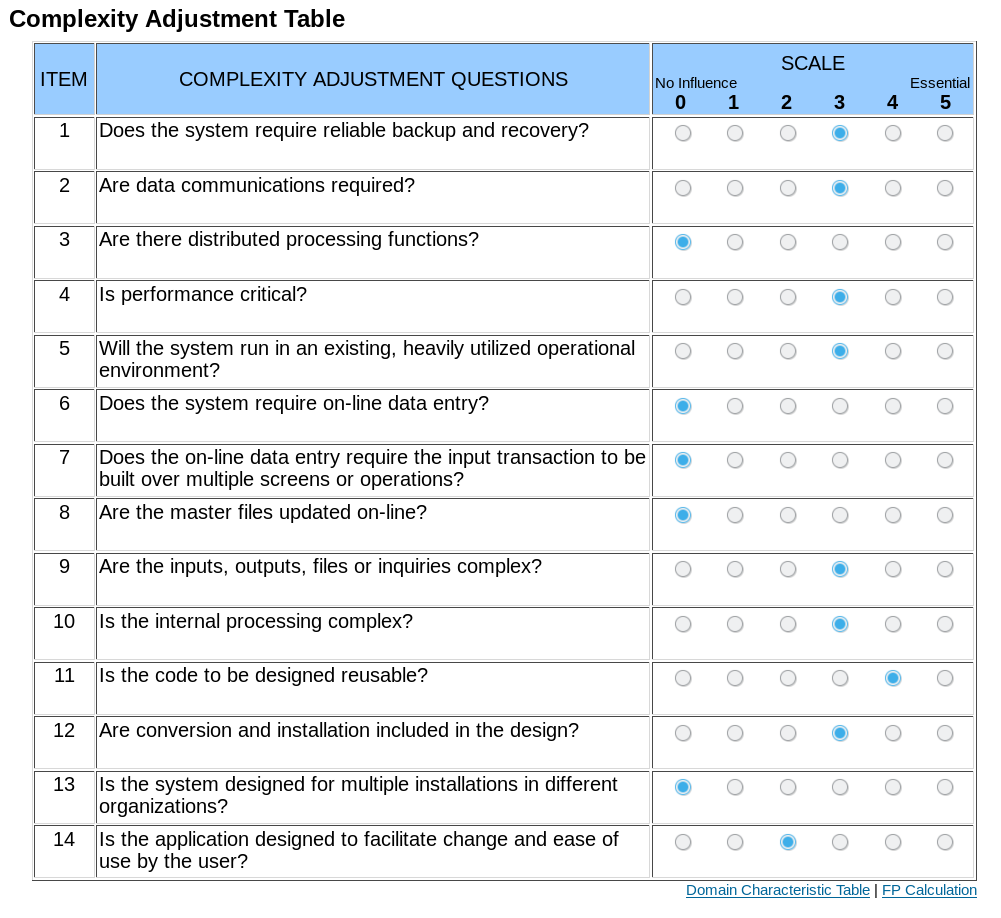 Complexity Adjustment Table
ITEM
COMPLEXITY ADJUSTMENT QUESTIONS
SCALE
No Influence Essential
0 1 2 3 4 5
1 Does the system require reliable backup and recovery?
2 Are data communications required?
3 Are there distributed processing functions?
4 Is performance critical?
5 Will the system run in an existing, heavily utilized operational
environment?
6 Does the system require on-line data entry?
7 Does the on-line data entry require the input transaction to be
built over multiple screens or operations?
8 Are the master files updated on-line?
9 Are the inputs, outputs, files or inquiries complex?
10 Is the internal processing complex?
11 Is the code to be designed reusable?
12 Are conversion and installation included in the design?
13 Is the system designed for multiple installations in different
organizations?
14 Is the application designed to facilitate change and ease of
use by the user?
Domain Characteristic Table | FP Calculation